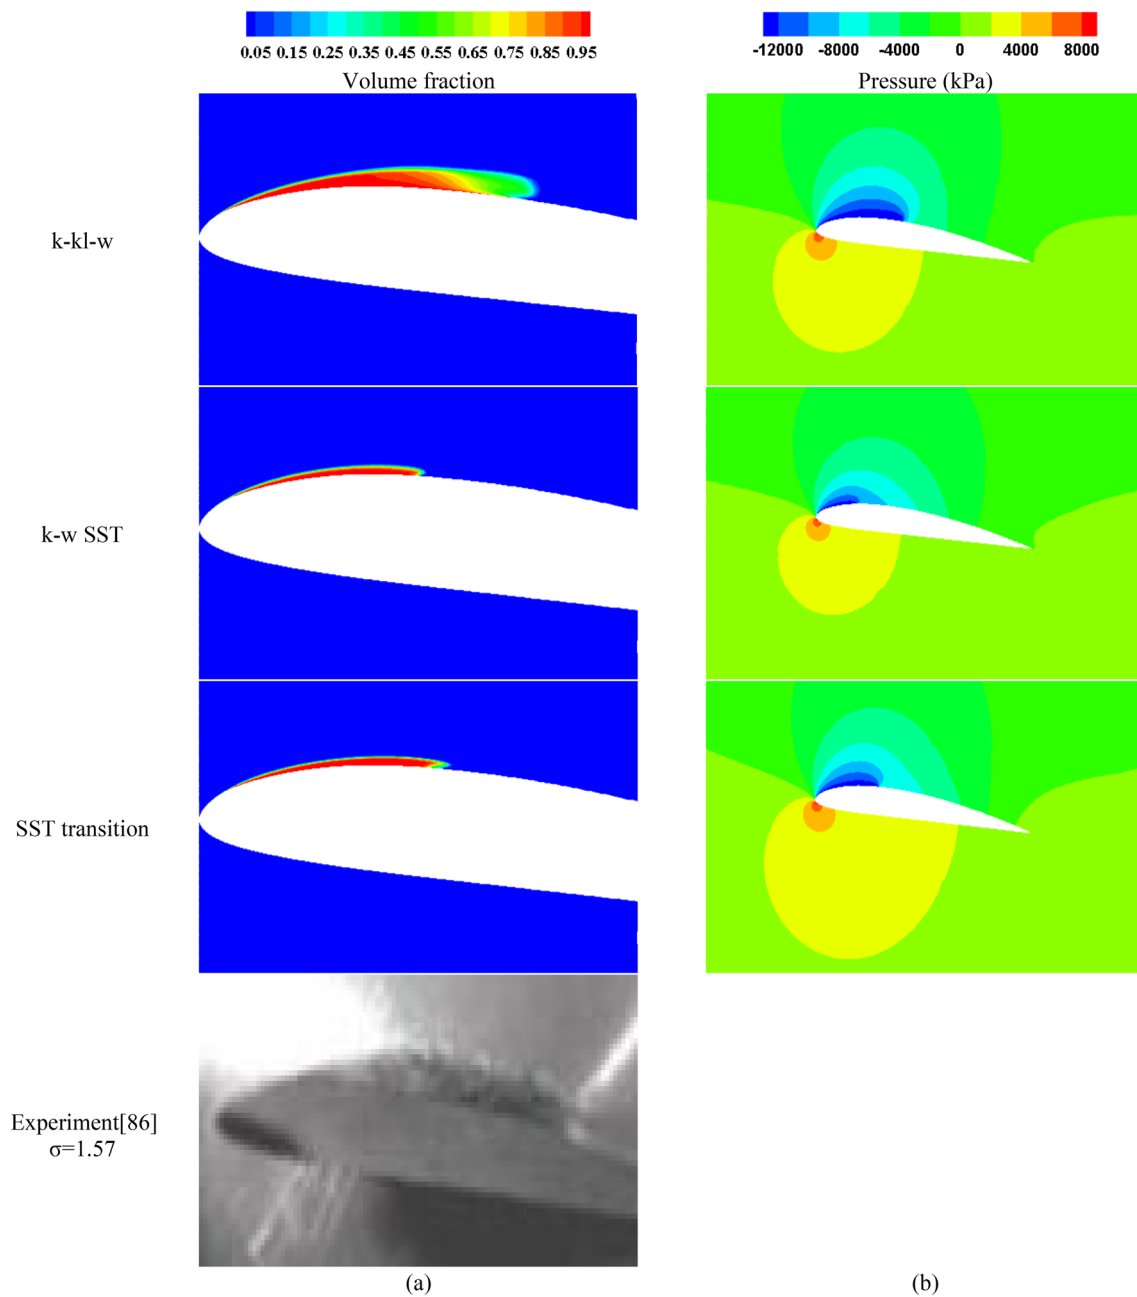 0.05 0.15 0.25 0.35 0.45 0.55 0.65 0.75 0.85 0.95
Volume fraction
-12000 -8000 -4000 0 4000 8000
Pressure (kPa)
k-kl-w
k-w SST
SST transition
Experiment[86]
σ=1.57
(a)
(b)